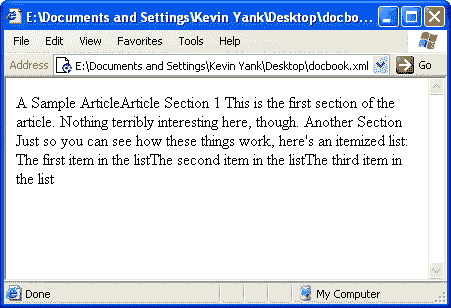 E:\Documents and Settings\Kevin Yank\Desktop\docbo...
File Edit View Favorites Tools Help
Address E:\Documents and Settings\Kevin Yank\Desktop\docbook.xml Go
A Sample ArticleArticle Section 1 This is the first section of the
article. Nothing terribly interesting here, though. Another Section
Just so you can see how these things work, here's an itemized list:
The first item in the listThe second item in the listThe third item in
the list
Done My Computer